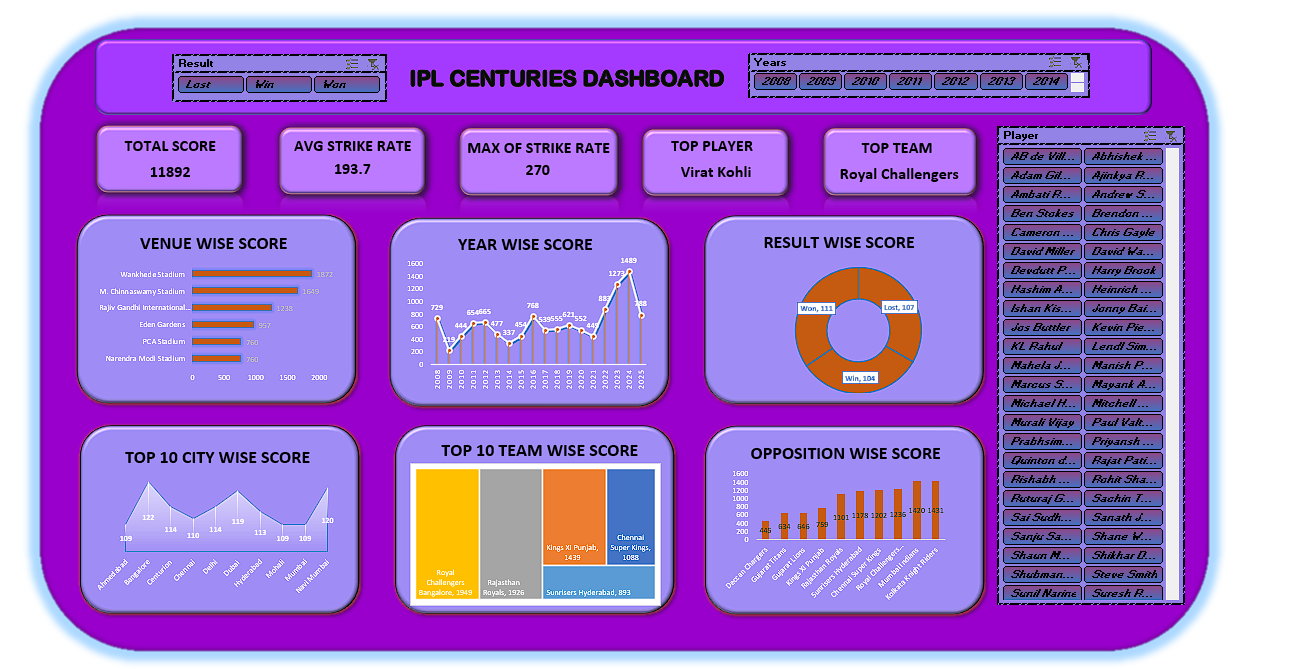 Result
Lost
Win
Won
IPL CENTURIES DASHBOARD
Years
2008
2009
2010
2011
2012
2013
2014
TOTAL SCORE
11892
AVG STRIKE RATE
193.7
MAX OF STRIKE RATE
270
TOP PLAYER
Virat Kohli
TOP TEAM
Royal Challengers
VENUE WISE SCORE
Wankhede Stadium 1872
M. Chinnaswamy Stadium 1649
Rajiv Gandhi International... 1238
Eden Gardens 957
PCA Stadium 760
Narendra Modi Stadium 760
0 500 1000 1500 2000
YEAR WISE SCORE
1600
1400
1200
1000
800
600
400
200
0
729 219 444 654 665 477 337 454 768 539 555 621 552 449 883 1273 1489 788
2008 2009 2010 2011 2012 2013 2014 2015 2016 2017 2018 2019 2020 2021 2022 2023 2024 2025
RESULT WISE SCORE
Won, 111
Lost, 107
Win, 104
TOP 10 CITY WISE SCORE
109 122 114 110 114 119 113 109 109 120
Ahmedabad Bangalore Centurion Chennai Delhi Dubai Hyderabad Mohali Mumbai Navi Mumbai
TOP 10 TEAM WISE SCORE
Royal
Challengers
Bangalore, 1949
Rajasthan
Royals, 1926
Kings XI Punjab,
1439
Chennai
Super Kings,
1088
Sunrisers Hyderabad, 893
OPPOSITION WISE SCORE
1600
1400
1200
1000
800
600
400
200
0
445 634 646 759 1101 1178 1202 1236 1420 1431
Deccan Chargers
Gujarat Titans
Gujarat Lions
Kings XI Punjab
Rajasthan Royals
Sunrisers Hyderabad
Chennai Super Kings
Royal Challengers...
Mumbai Indians
Kolkata Knight Riders
Player
AB de Vill... Abhishek ...
Adam Gil... Ajinkya R...
Ambati R... Andrew S...
Ben Stokes Brendon ...
Cameron ... Chris Gayle
David Miller David Wa...
Devdutt P... Harry Brook
Hashim A... Heinrich ...
Ishan Kis... Jonny Bai...
Jos Buttler Kevin Pie...
KL Rahul Lendl Sim...
Mahela J... Manish P...
Marcus S... Mayank A...
Michael H... Mitchell ...
Murali Vijay Paul Valt...
Prabhsim... Priyansh ...
Quinton d... Rajat Pati...
Rishabh ... Rohit Sha...
Ruturaj G... Sachin T...
Sai Sudh... Sanath J...
Sanju Sa... Shane W...
Shaun M... Shikhar D...
Shubman... Steve Smith
Sunil Narine Suresh R...